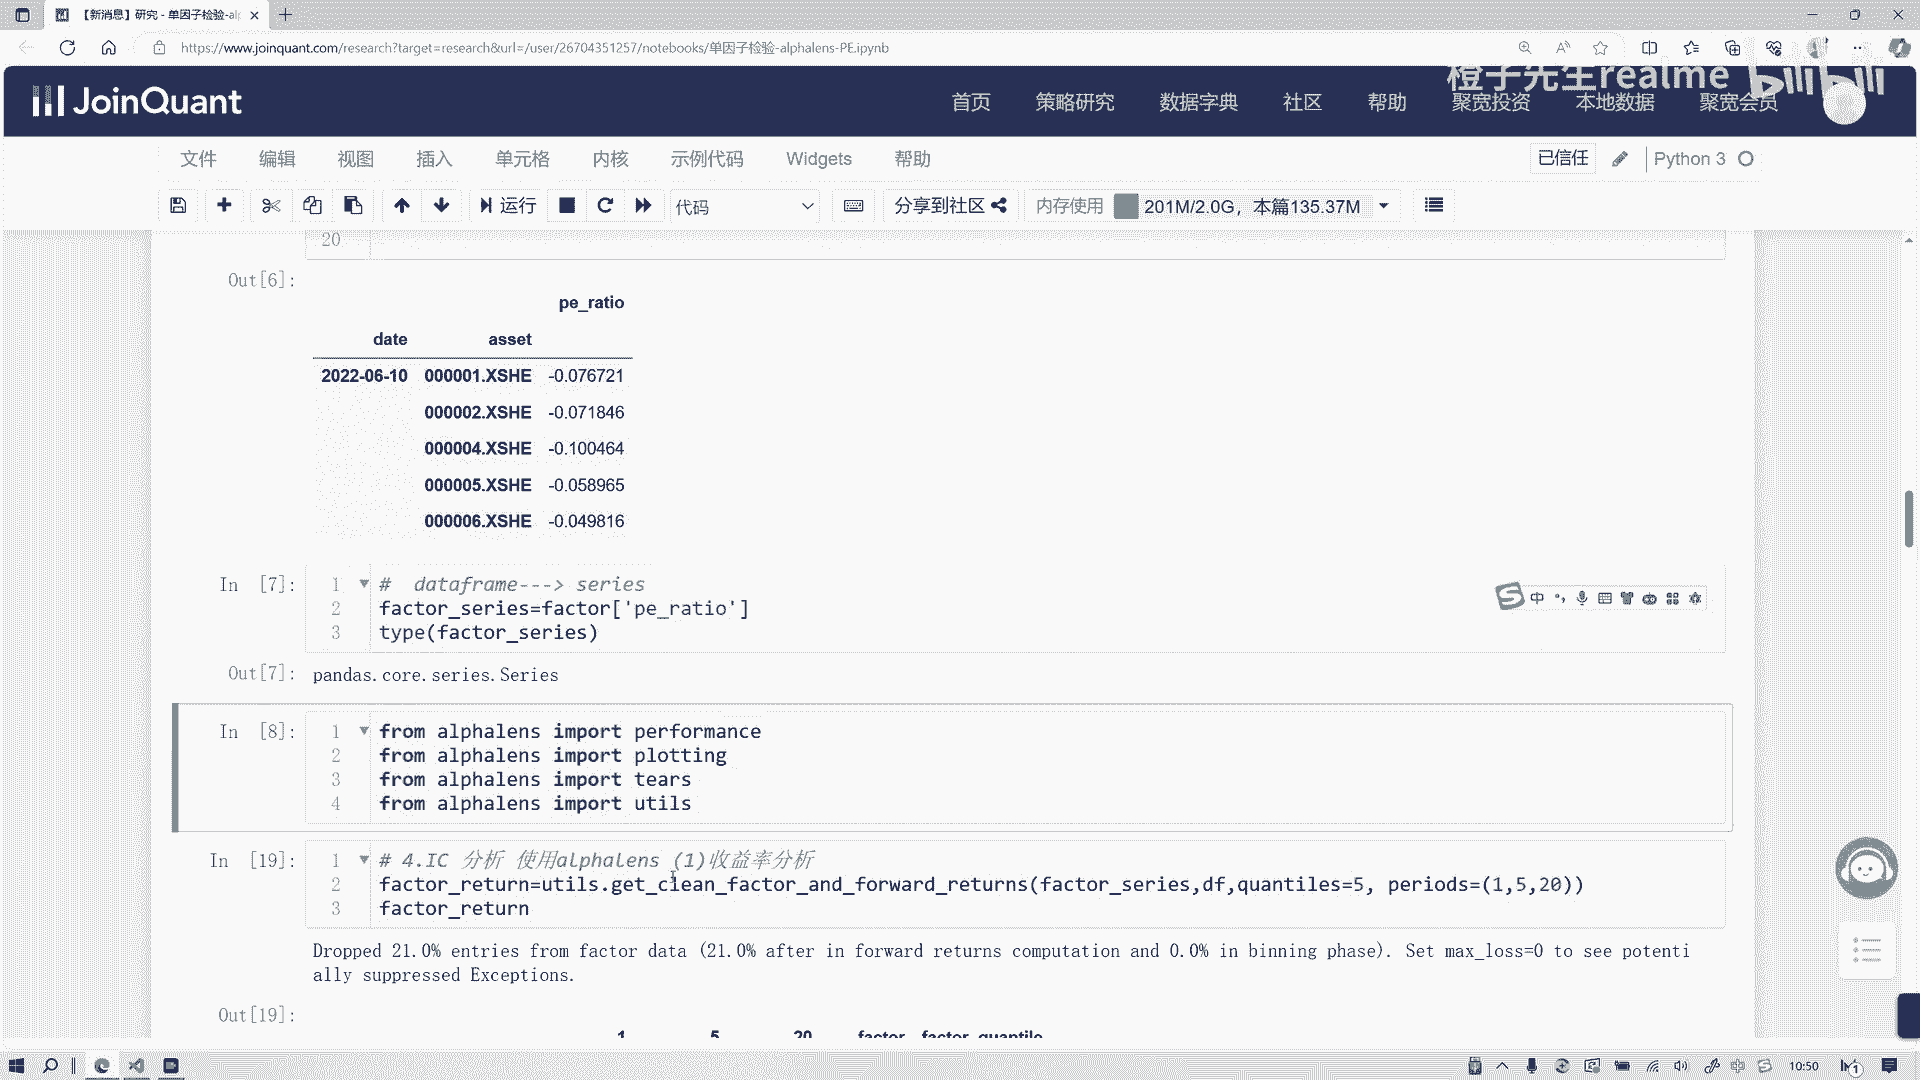 【新消息】研究 - 单因子检验-al
https://www.joinquant.com/research?target=research&url=/user/26704351257/notebooks/单因子检验-alphalens-PE.ipynb
橙子先生realme bilibili
JoinQuant 首页 策略研究 数据字典 社区 帮助 聚宽投资 本地数据 聚宽会员
文件 编辑 视图 插入 单元格 内核 示例代码 Widgets 帮助 已信任 Python 3
运行 代码 分享到社区 内存使用 201M/2.0G, 本篇135.37M
20
Out[6]:
pe_ratio
date asset
2022-06-10 000001.XSHE -0.076721
000002.XSHE -0.071846
000004.XSHE -0.100464
000005.XSHE -0.058965
000006.XSHE -0.049816
In [7]: 1 # dataframe---> series
2 factor_series=factor['pe_ratio']
3 type(factor_series)
中
Out[7]: pandas.core.series.Series
In [8]: 1 from alphalens import performance
2 from alphalens import plotting
3 from alphalens import tears
4 from alphalens import utils
In [19]: 1 # 4.IC 分析 使用alphalens (1)收益率分析
2 factor_return=utils.get_clean_factor_and_forward_returns(factor_series,df,quantiles=5, periods=(1,5,20))
3 factor_return
Dropped 21.0% entries from factor data (21.0% after in forward returns computation and 0.0% in binning phase). Set max_loss=0 to see potenti
ally suppressed Exceptions.
Out[19]:
1 5 20 factor factor_quantile
10:50